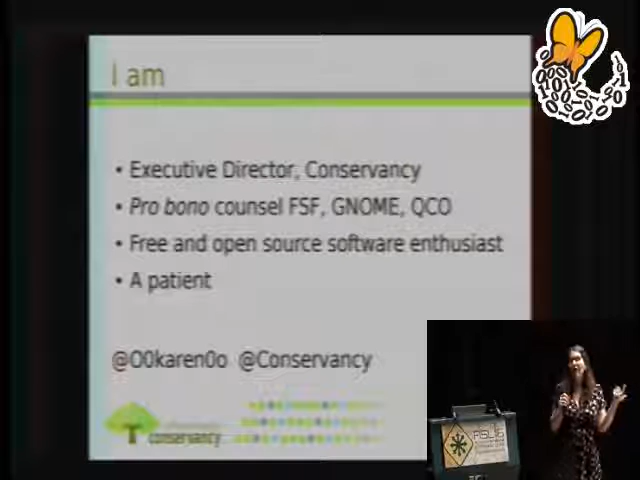 I am
• Executive Director, Conservancy
• Pro bono counsel FSF, GNOME, QCO
• Free and open source software enthusiast
• A patient
@O0karen0o @Conservancy
conservancy